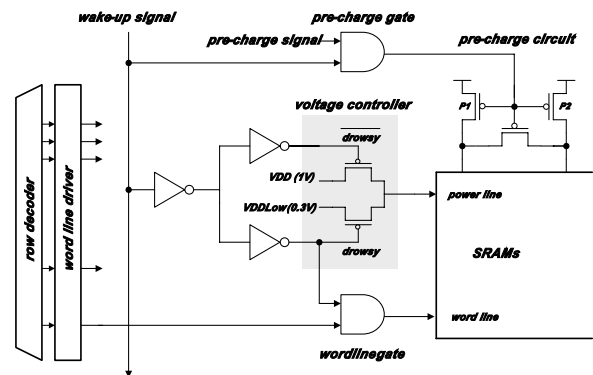 wake-up signal
pre-charge gate
pre-charge signal
pre-charge circuit
P1
P2
voltage controller
drowsy
VDD (1V)
VDDLow(0.3V)
drowsy
power line
SRAMs
word line
row decoder
word line driver
wordlinegate